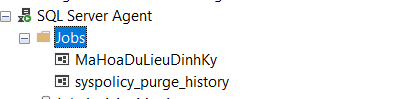 SQL Server Agent
Jobs
MaHoaDuLieuDinhKy
syspolicy_purge_history